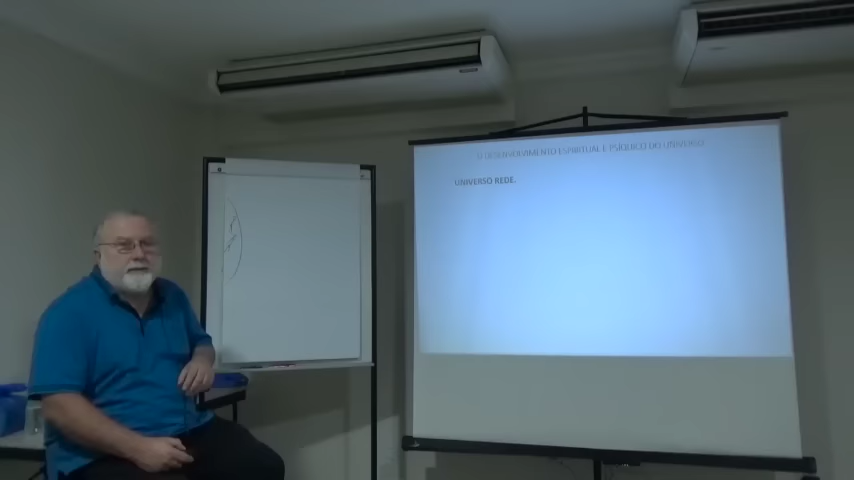 O DESENVOLVIMENTO ESPIRITUAL E PSÍQUICO DO UNIVERSO
UNIVERSO REDE.